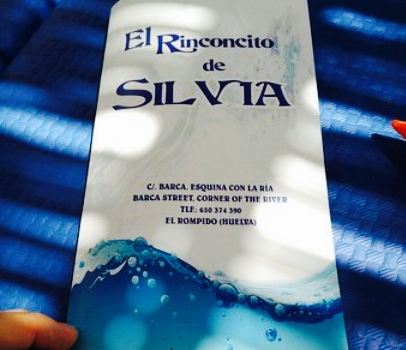 El Rinconcito
de
SILVIA
C/. BARCA, ESQUINA CON LA RÍA
BARCA STREET, CORNER OF THE RIVER
TLF: 650 374 390
EL ROMPIDO (HUELVA)